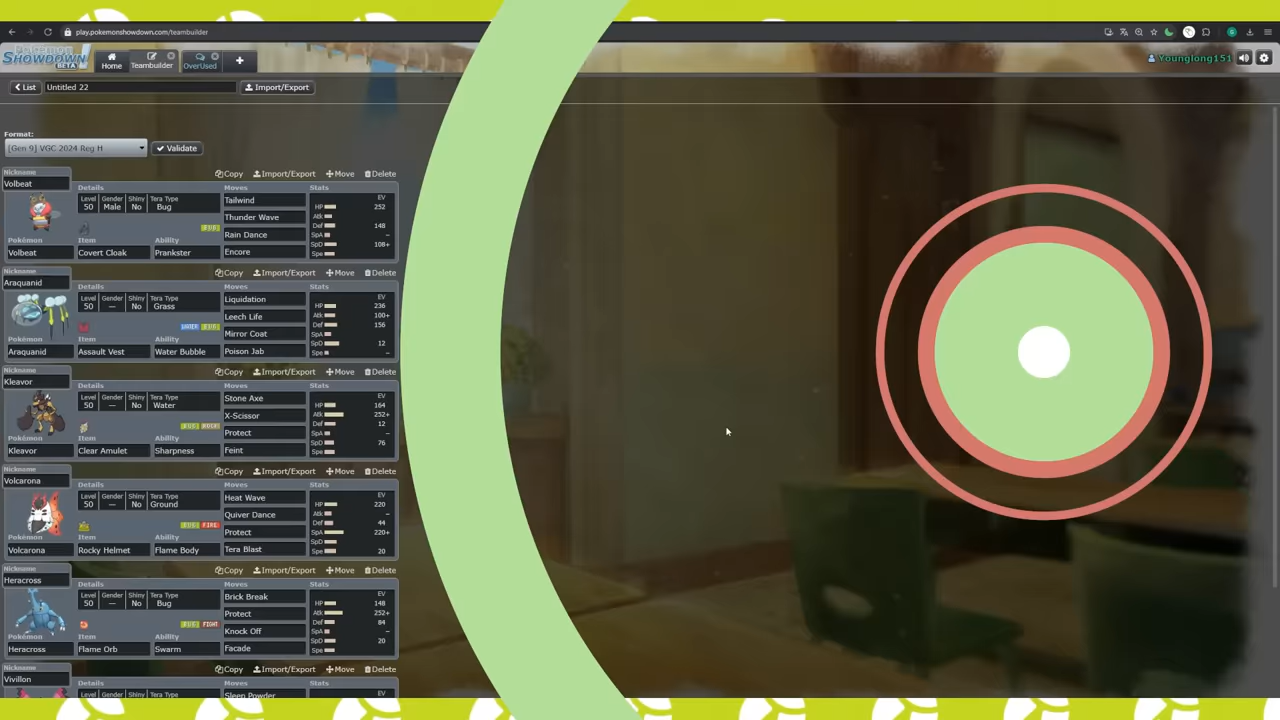 play.pokemonshowdown.com/teambuilder
Pokémon
SHOWDOWN!
BETA
Home
Teambuilder
OverUsed
Younglong151
List
Untitled 22
Import/Export
Format:
[Gen 9] VGC 2024 Reg H
Validate
Copy Import/Export Move Delete
Nickname
Volbeat
Details
Level Gender Shiny Tera Type
50 Male No Bug
BUG
Pokémon Item Ability
Volbeat Covert Cloak Prankster
Moves
Tailwind
Thunder Wave
Rain Dance
Encore
Stats
EV
HP 252
Atk
Def 148
SpA –
SpD 108+
Spe
Copy Import/Export Move Delete
Nickname
Araquanid
Details
Level Gender Shiny Tera Type
50 — No Grass
WATER BUG
Pokémon Item Ability
Araquanid Assault Vest Water Bubble
Moves
Liquidation
Leech Life
Mirror Coat
Poison Jab
Stats
EV
HP 236
Atk 100+
Def 156
SpA
SpD 12
Spe –
Copy Import/Export Move Delete
Nickname
Kleavor
Details
Level Gender Shiny Tera Type
50 — No Water
BUG ROCK
Pokémon Item Ability
Kleavor Clear Amulet Sharpness
Moves
Stone Axe
X-Scissor
Protect
Feint
Stats
EV
HP 164
Atk 252+
Def 12
SpA –
SpD 76
Spe
Copy Import/Export Move Delete
Nickname
Volcarona
Details
Level Gender Shiny Tera Type
50 — No Ground
BUG FIRE
Pokémon Item Ability
Volcarona Rocky Helmet Flame Body
Moves
Heat Wave
Quiver Dance
Protect
Tera Blast
Stats
EV
HP 220
Atk –
Def 44
SpA 220+
SpD
Spe 20
Copy Import/Export Move Delete
Nickname
Heracross
Details
Level Gender Shiny Tera Type
50 — No Bug
BUG FIGHT
Pokémon Item Ability
Heracross Flame Orb Swarm
Moves
Brick Break
Protect
Knock Off
Facade
Stats
EV
HP 148
Atk 252+
Def 84
SpA –
SpD 20
Spe
Copy Import/Export Move Delete
Nickname
Vivillon
Details
Level Gender Shiny Tera Type
Moves
Sleep Powder
Stats
EV